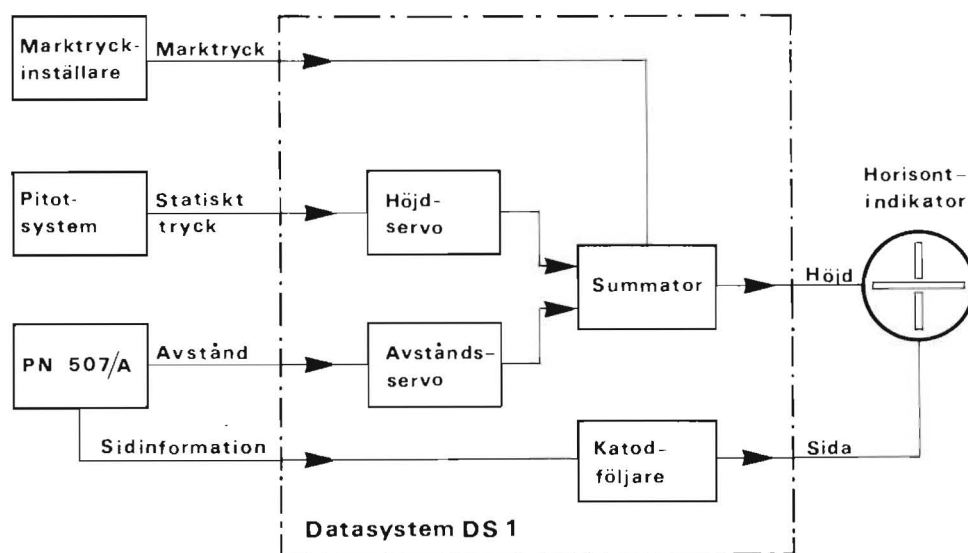 Marktryck-
inställare
Marktryck
Pitot-
system
Statiskt
tryck
Höjd-
servo
Horisont-
indikator
Summator
Höjd
PN 507/A
Avstånd
Avstånds-
servo
Sidinformation
Katod-
följare
Sida
Datasystem DS 1